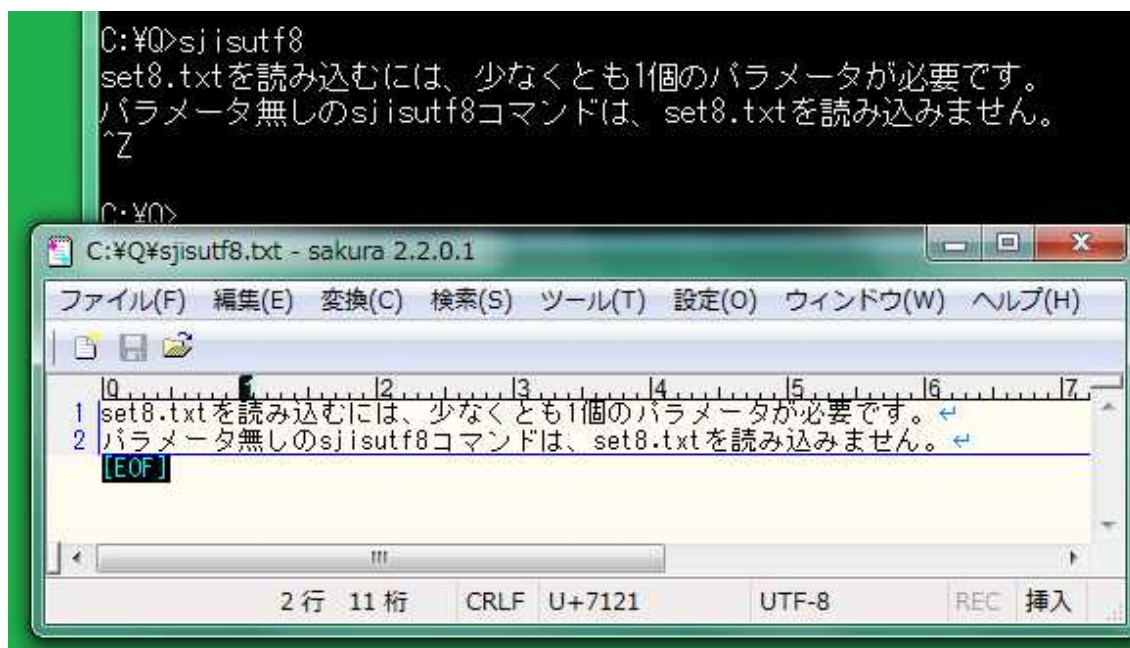 C:¥Q>sjisutf8
set8.txtを読み込むには、少なくとも1個のパラメータが必要です。
パラメータ無しのsjisutf8コマンドは、set8.txtを読み込みません。
^Z
C:¥Q>
C:¥Q¥sjisutf8.txt - sakura 2.2.0.1
ファイル(F) 編集(E) 変換(C) 検索(S) ツール(T) 設定(O) ウィンドウ(W) ヘルプ(H)
0 1 2 3 4 5 6 7
1 set8.txtを読み込むには、少なくとも1個のパラメータが必要です。↵
2 パラメータ無しのsjisutf8コマンドは、set8.txtを読み込みません。↵
[EOF]
2 行 11 桁 CRLF U+7121 UTF-8 REC 挿入